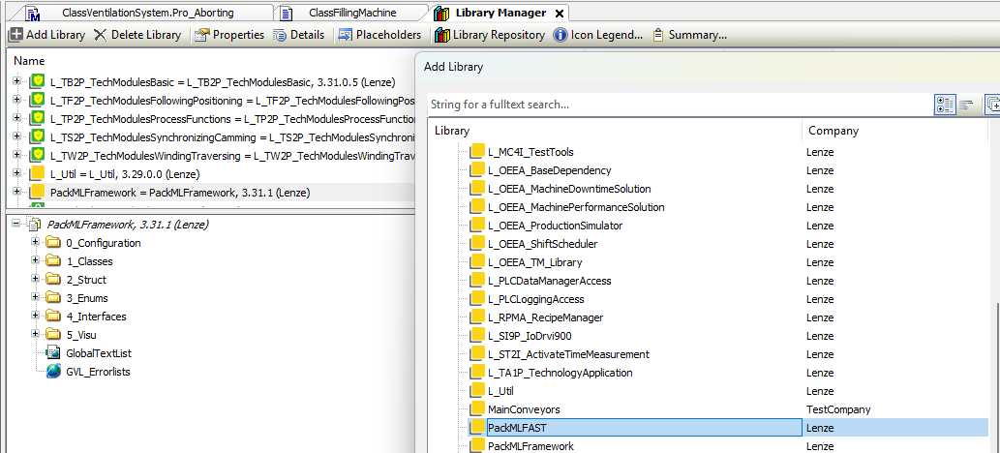 ClassVentilationSystem.Pro_Aborting ClassFillingMachine Library Manager
Add Library Delete Library Properties Details Placeholders Library Repository Icon Legend... Summary...
Name
L_TB2P_TechModulesBasic = L_TB2P_TechModulesBasic, 3.31.0.5 (Lenze)
L_TF2P_TechModulesFollowingPositioning = L_TF2P_TechModulesFollowingPos
L_TP2P_TechModulesProcessFunctions = L_TP2P_TechModulesProcessFunction
L_TS2P_TechModulesSynchronizingCamming = L_TS2P_TechModulesSynchroni
L_TW2P_TechModulesWindingTraversing = L_TW2P_TechModulesWindingTrav
L_Util = L_Util, 3.29.0.0 (Lenze)
PackMLFramework = PackMLFramework, 3.31.1 (Lenze)
PackMLFramework, 3.31.1 (Lenze)
0_Configuration
1_Classes
2_Struct
3_Enums
4_Interfaces
5_Visu
GlobalTextList
GVL_Errorlists
Add Library
String for a fulltext search...
Library Company
L_MC4I_TestTools Lenze
L_OEEA_BaseDependency Lenze
L_OEEA_MachineDowntimeSolution Lenze
L_OEEA_MachinePerformanceSolution Lenze
L_OEEA_ProductionSimulator Lenze
L_OEEA_ShiftScheduler Lenze
L_OEEA_TM_Library Lenze
L_PLCDataManagerAccess Lenze
L_PLCLoggingAccess Lenze
L_RPMA_RecipeManager Lenze
L_SI9P_IoDrvi900 Lenze
L_ST2I_ActivateTimeMeasurement Lenze
L_TA1P_TechnologyApplication Lenze
L_Util Lenze
MainConveyors TestCompany
PackMLFAST Lenze
PackMLFramework Lenze